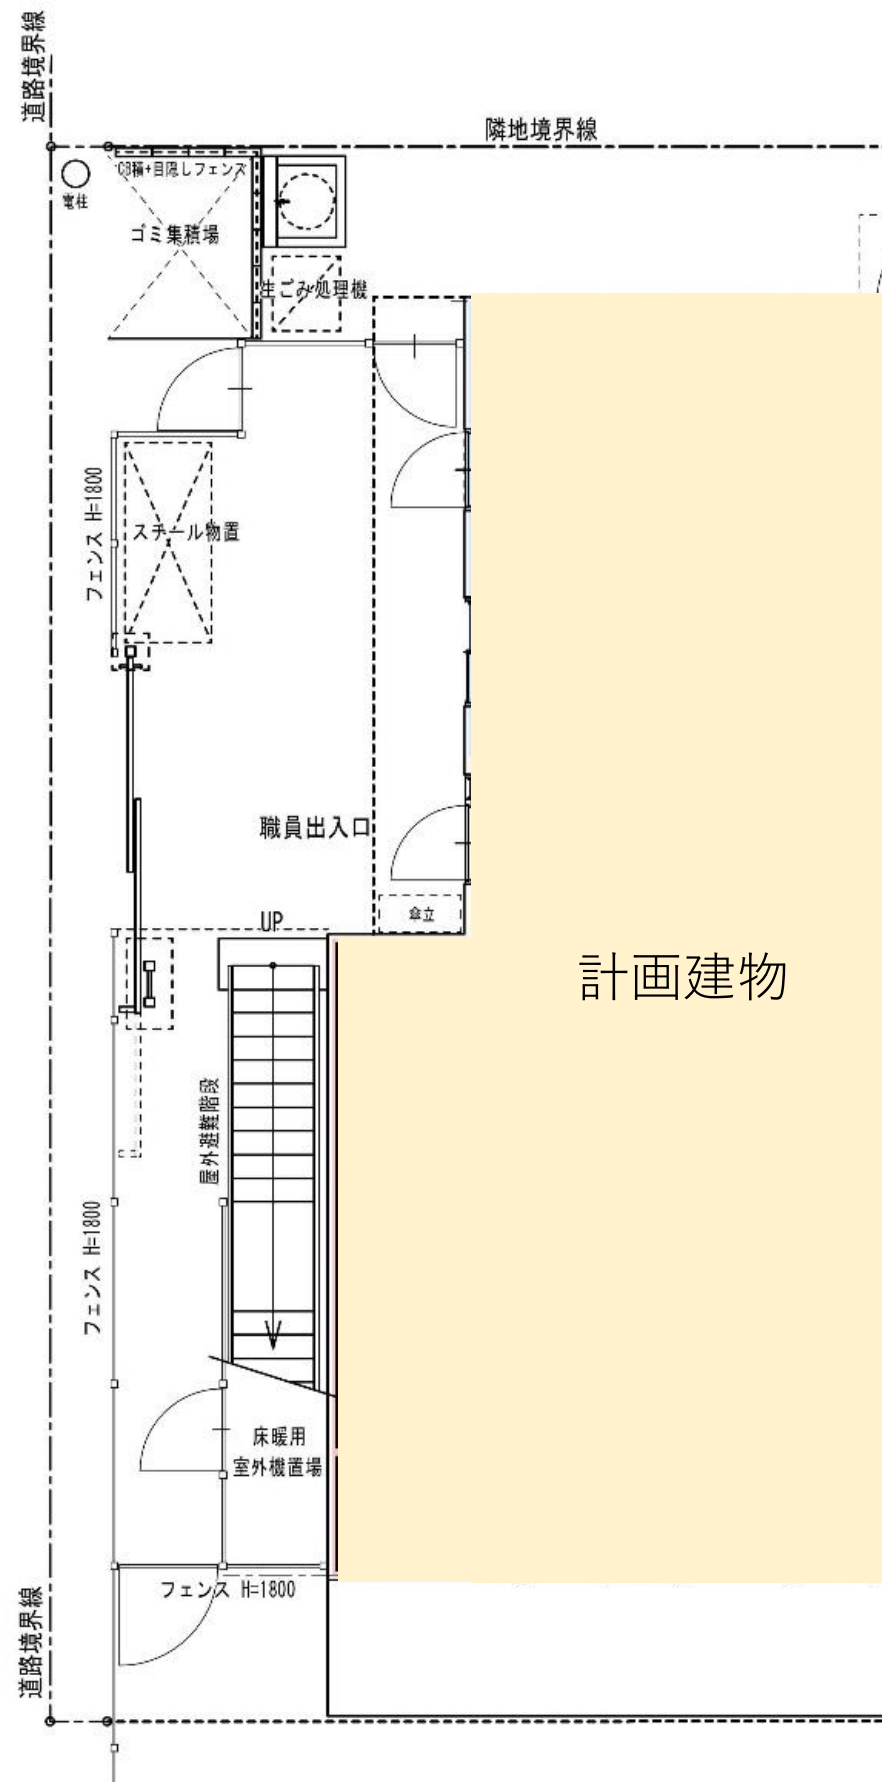 道路境界線
隣地境界線
CB積+目隠しフェンス
電柱
ゴミ集積場
生ごみ処理機
フェンス H=1800
スチール物置
職員出入口
傘立
UP
計画建物
屋外避難階段
フェンス H=1800
床暖用
室外機置場
フェンス H=1800
道路境界線